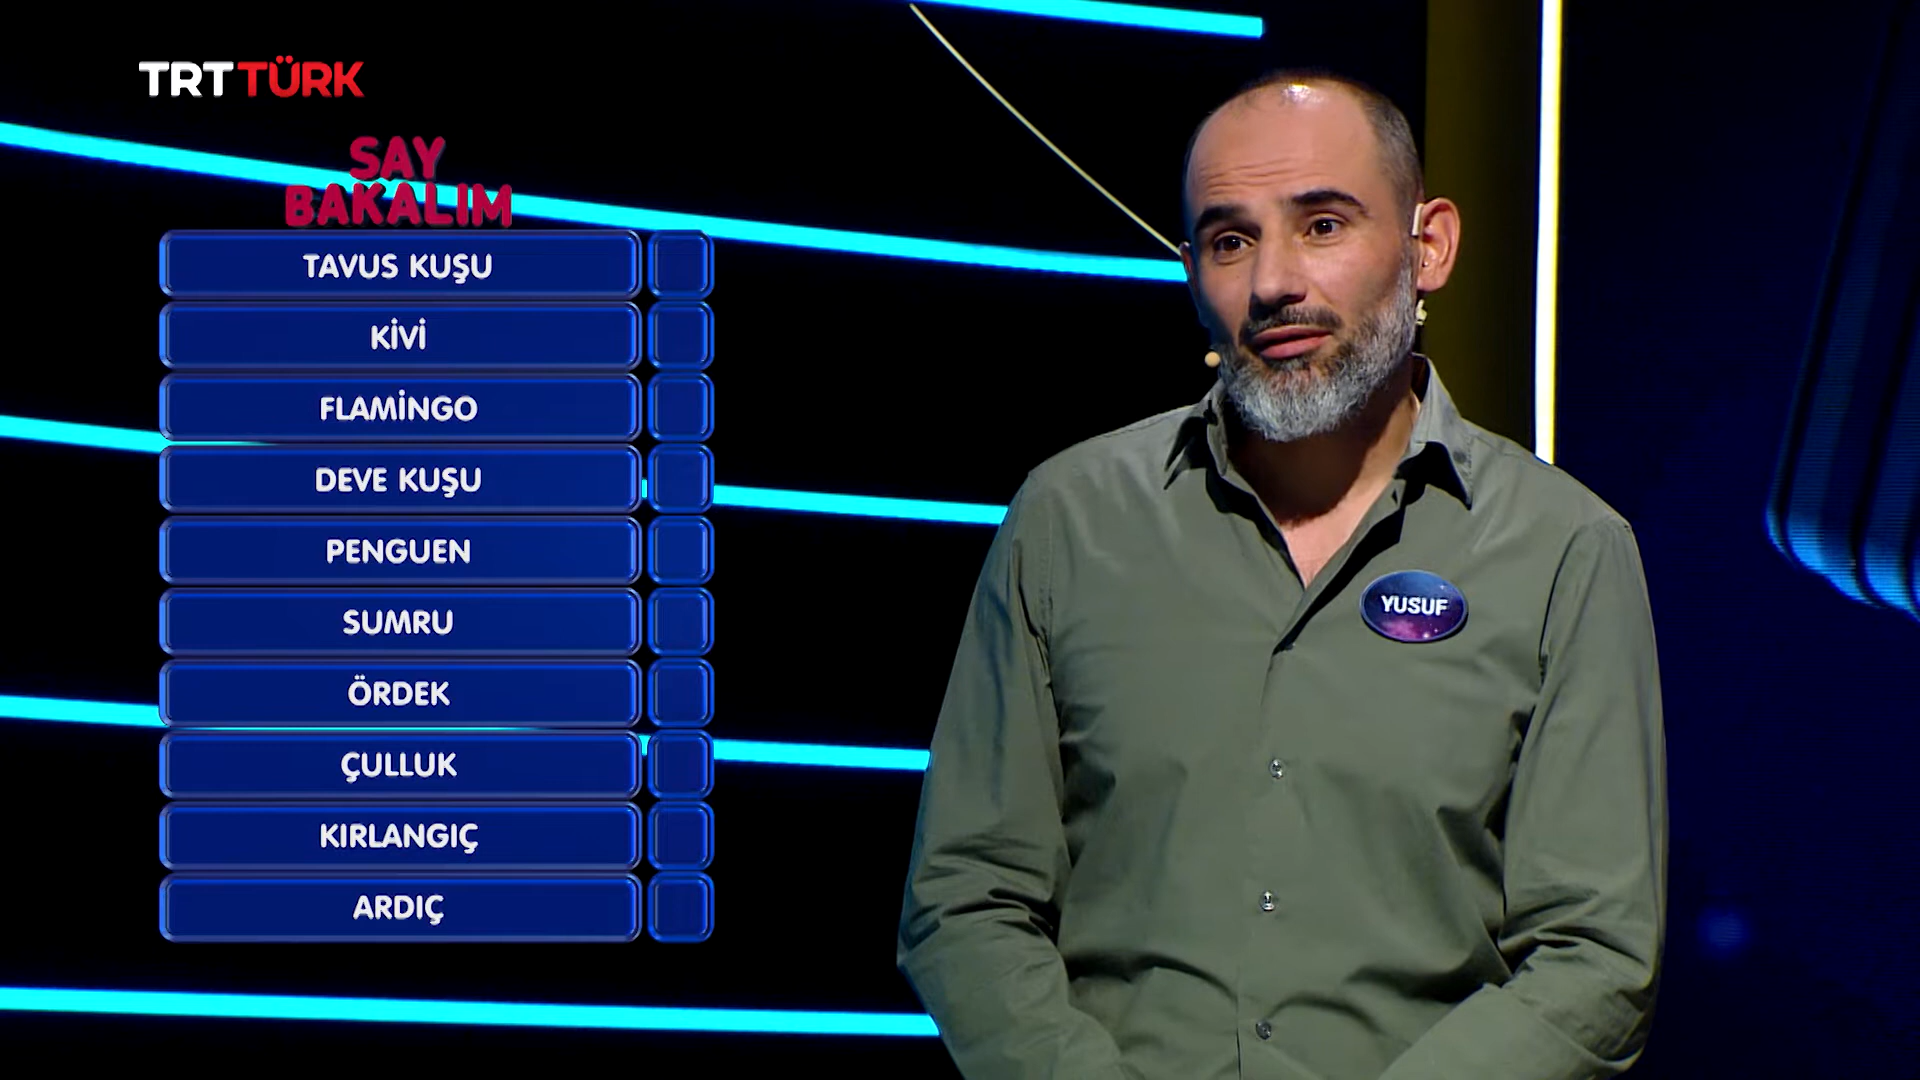 TRT TÜRK
SAY
BAKALIM
TAVUS KUŞU
KİVİ
FLAMİNGO
DEVE KUŞU
PENGUEN
SUMRU
ÖRDEK
ÇULLUK
KIRLANGIÇ
ARDIÇ
YUSUF